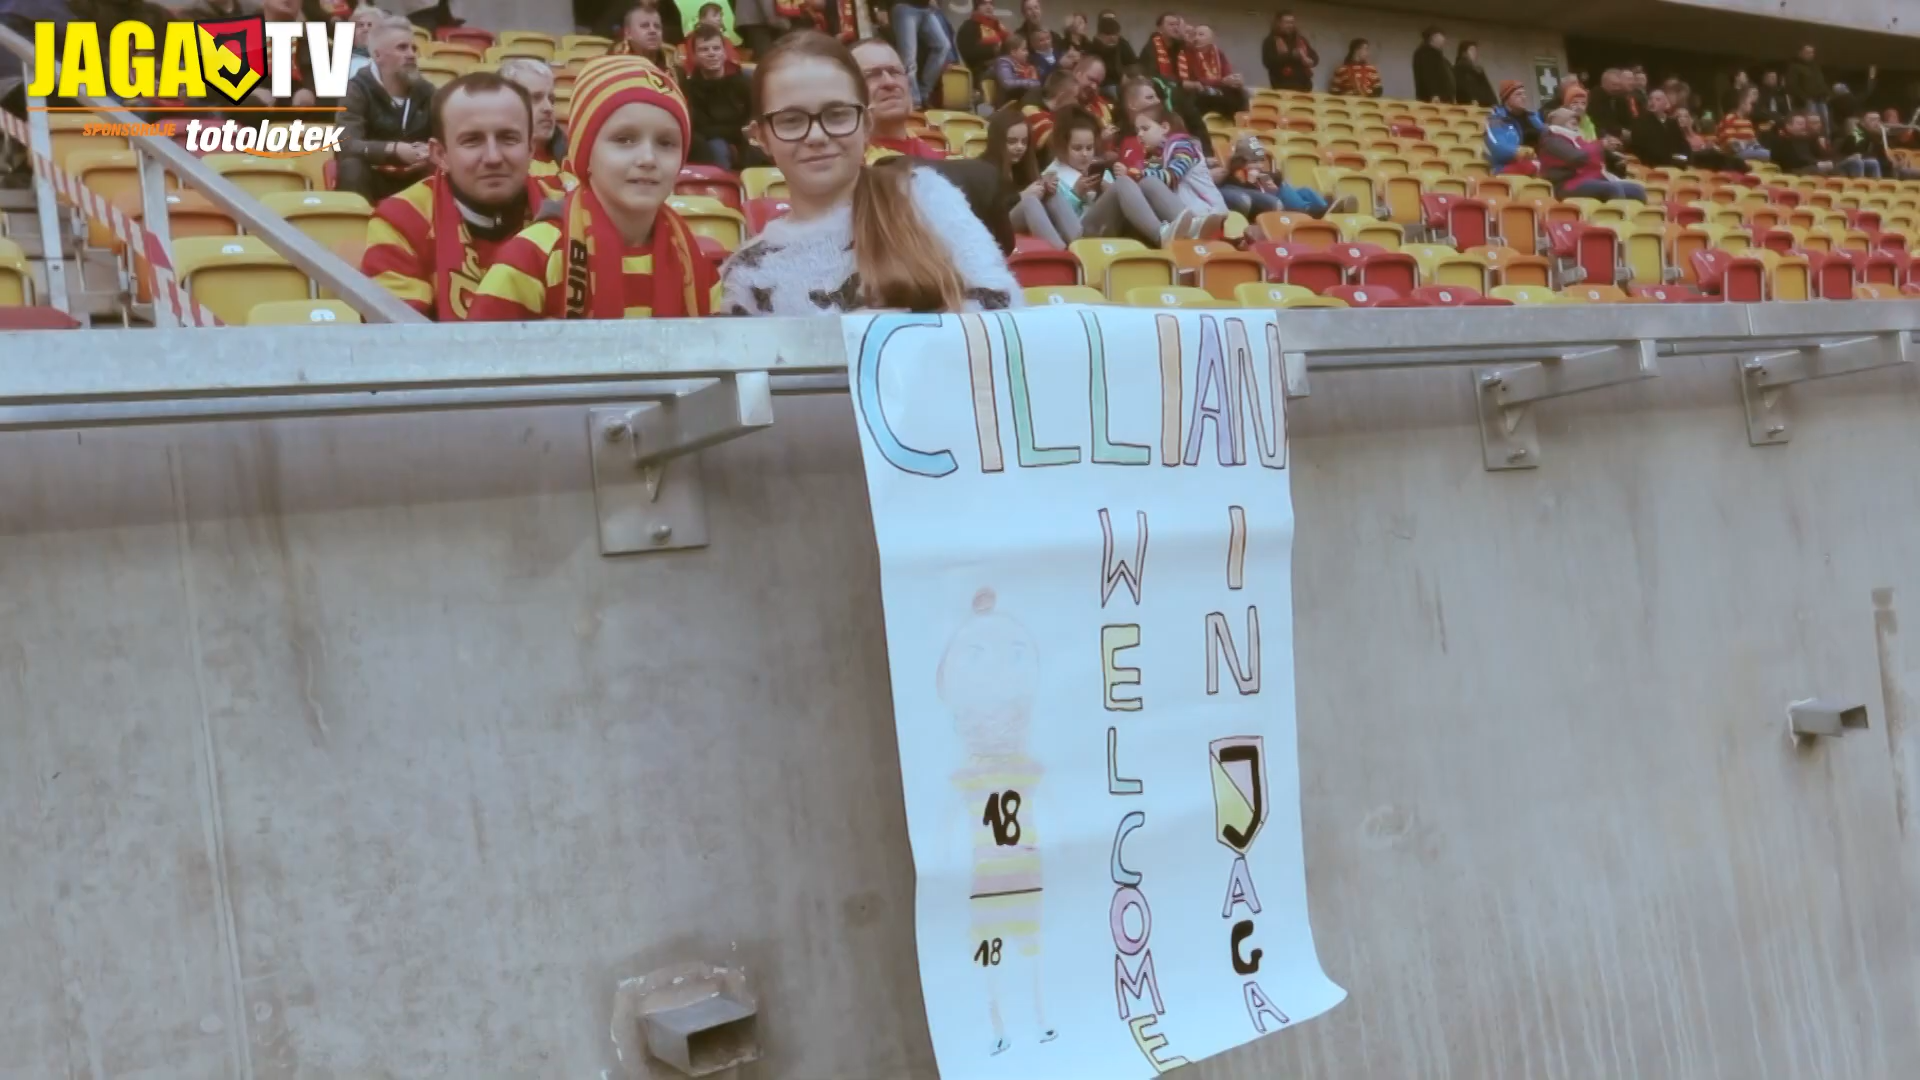 JAGA TV
SPONSORUJE totolotek
CILLIAN
WELCOME
IN
JAGA
18
18